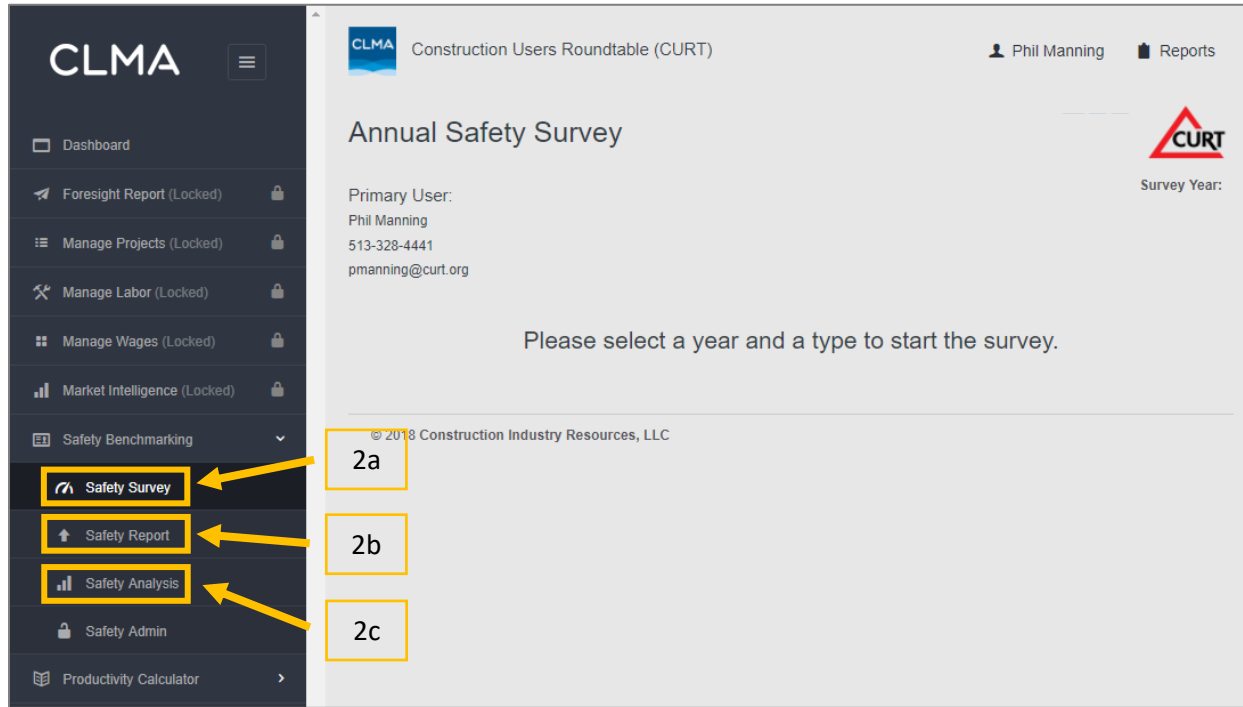 CLMA
Dashboard
Foresight Report (Locked)
Manage Projects (Locked)
Manage Labor (Locked)
Manage Wages (Locked)
Market Intelligence (Locked)
Safety Benchmarking
Safety Survey
Safety Report
Safety Analysis
Safety Admin
Productivity Calculator
CLMA
Construction Users Roundtable (CURT)
Phil Manning
Reports
Annual Safety Survey
CURT
Survey Year:
Primary User:
Phil Manning
513-328-4441
pmanning@curt.org
Please select a year and a type to start the survey.
© 2018 Construction Industry Resources, LLC
2a
2b
2c